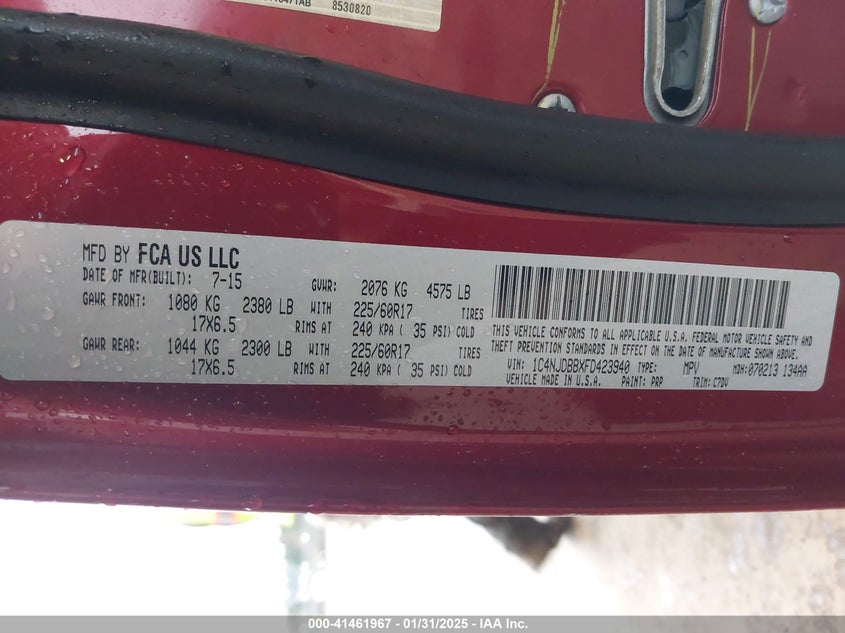 8530820
MFD BY FCA US LLC
DATE OF MFR(BUILT): 7-15 GVWR: 2076 KG 4575 LB
GAWR FRONT: 1080 KG 2380 LB WITH 225/60R17 TIRES
17X6.5 RIMS AT 240 KPA ( 35 PSI) COLD
GAWR REAR: 1044 KG 2300 LB WITH 225/60R17 TIRES
17X6.5 RIMS AT 240 KPA ( 35 PSI) COLD
THIS VEHICLE CONFORMS TO ALL APPLICABLE U.S.A. FEDERAL MOTOR VEHICLE SAFETY AND
THEFT PREVENTION STANDARDS IN EFFECT ON THE DATE OF MANUFACTURE SHOWN ABOVE.
VIN: 1C4NJDBBXFD423940 TYPE: MPV MDH:070213 134AA
VEHICLE MADE IN U.S.A. PAINT: PRP TRIM: C7DV
000-41461967 - 01/31/2025 - IAA Inc.